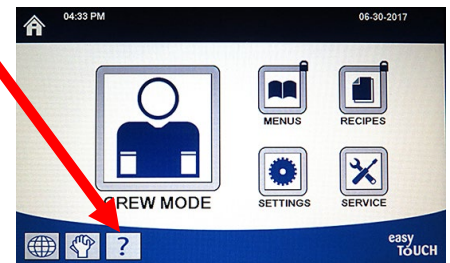 04:33 PM 06-30-2017
MENUS RECIPES
CREW MODE SETTINGS SERVICE
?
easy
TOUCH